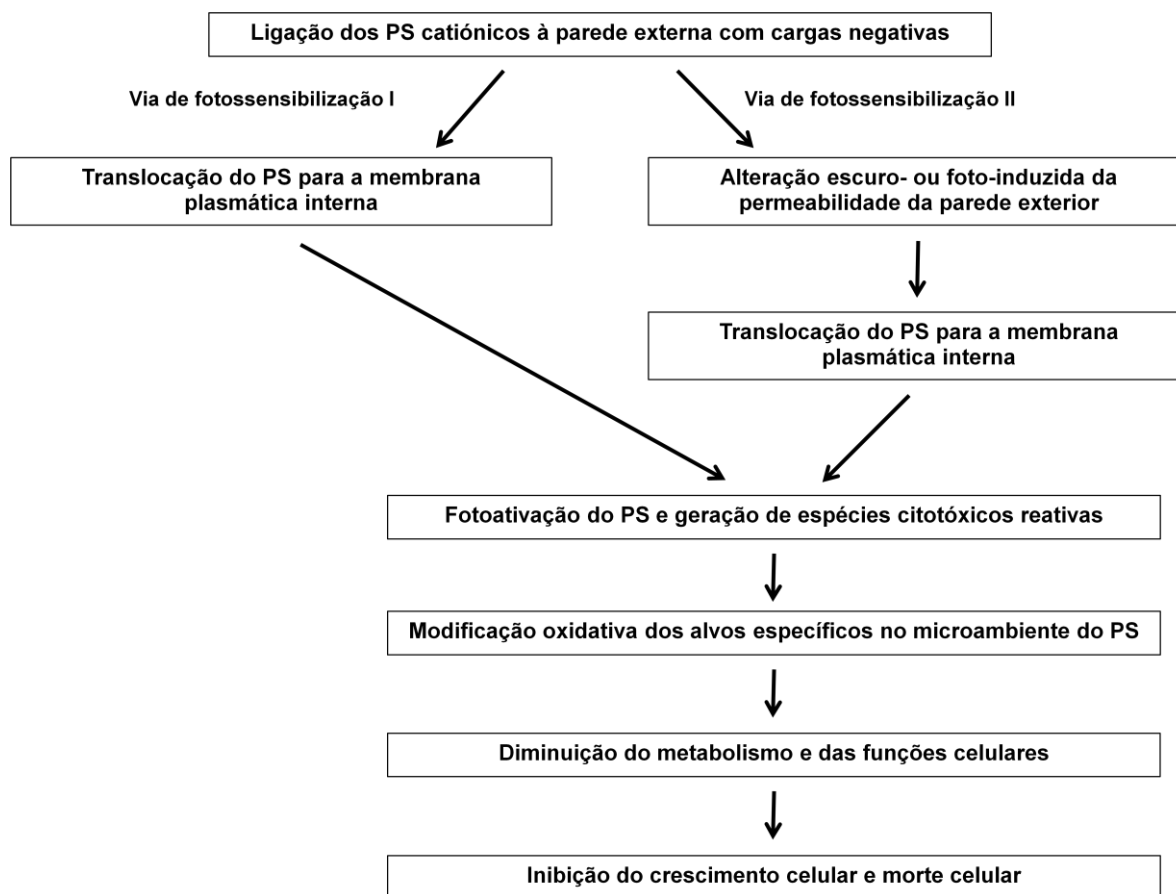 Ligação dos PS catiónicos à parede externa com cargas negativas
Via de fotossensibilização I
Via de fotossensibilização II
Translocação do PS para a membrana
plasmática interna
Alteração escuro- ou foto-induzida da
permeabilidade da parede exterior
Translocação do PS para a membrana
plasmática interna
Fotoativação do PS e geração de espécies citotóxicos reativas
Modificação oxidativa dos alvos específicos no microambiente do PS
Diminuição do metabolismo e das funções celulares
Inibição do crescimento celular e morte celular